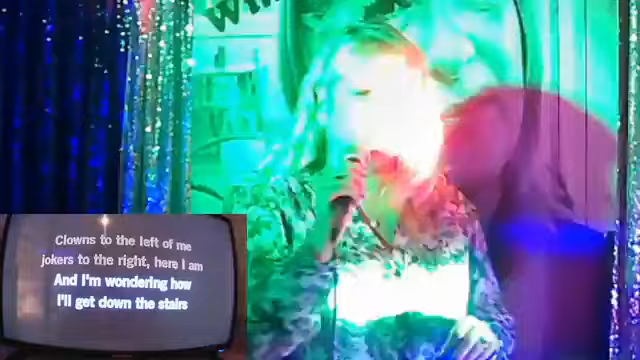 Clowns to the left of me
jokers to the right, here I am
And I'm wondering how
I'll get down the stairs